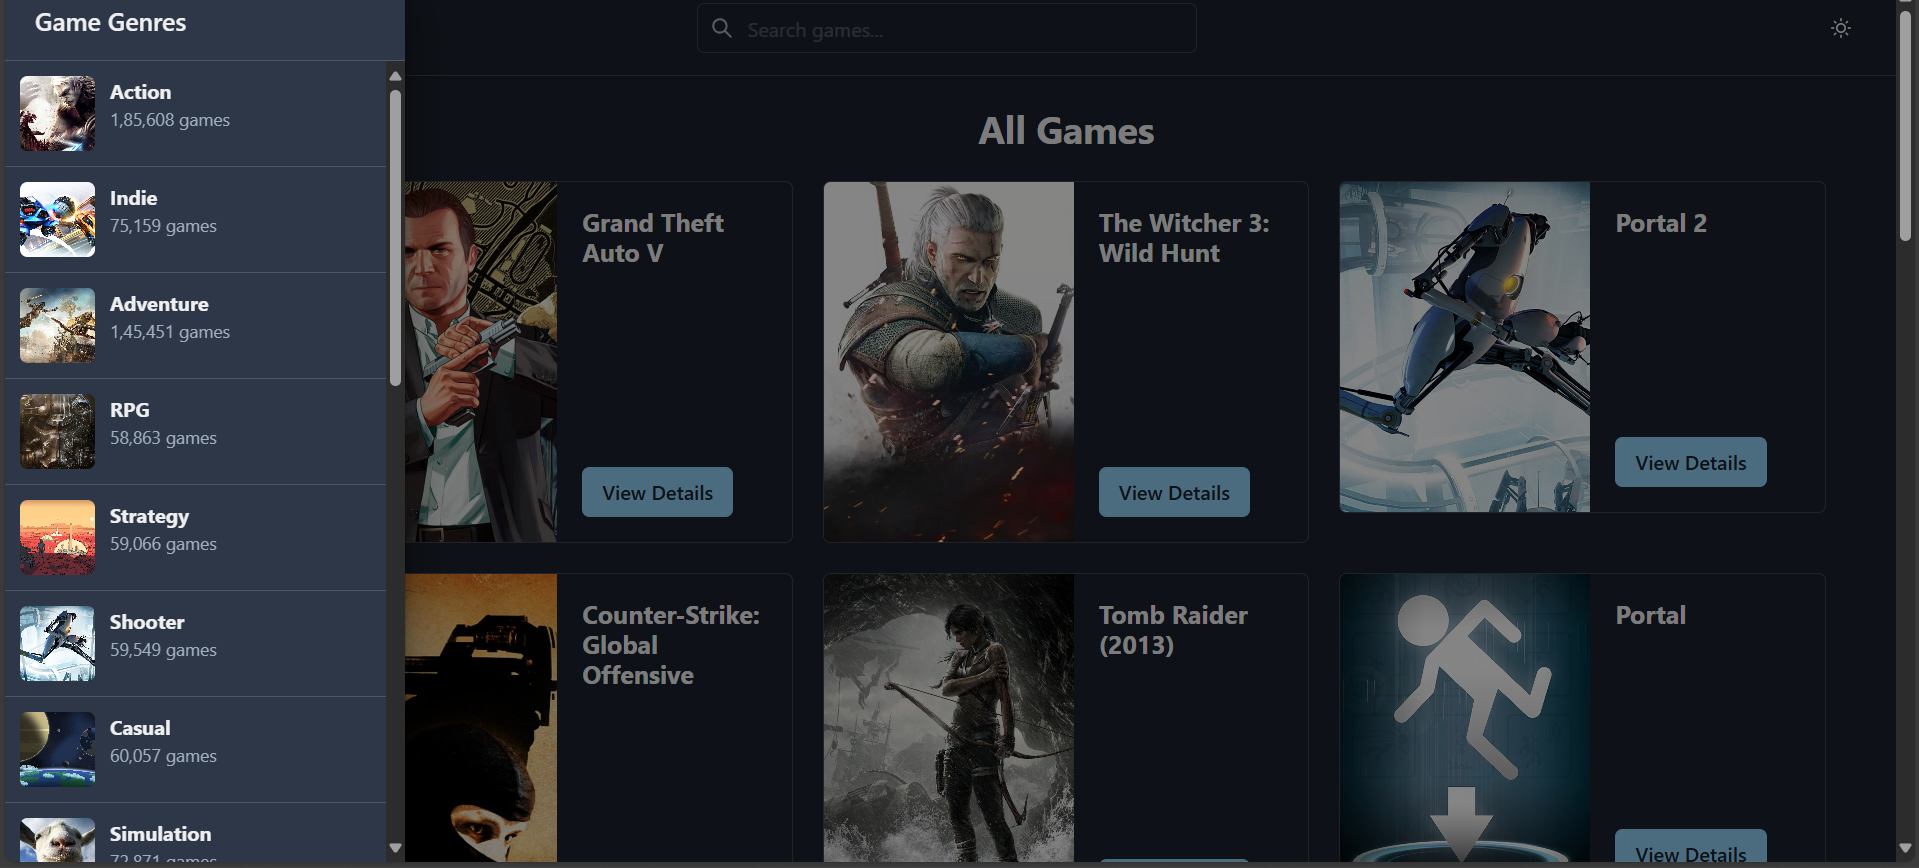 Game Genres
Search games...
Action
1,85,608 games
Indie
75,159 games
Adventure
1,45,451 games
RPG
58,863 games
Strategy
59,066 games
Shooter
59,549 games
Casual
60,057 games
Simulation
72,871 games
All Games
Grand Theft
Auto V
View Details
The Witcher 3:
Wild Hunt
View Details
Portal 2
View Details
Counter-Strike:
Global
Offensive
Tomb Raider
(2013)
Portal
View Details